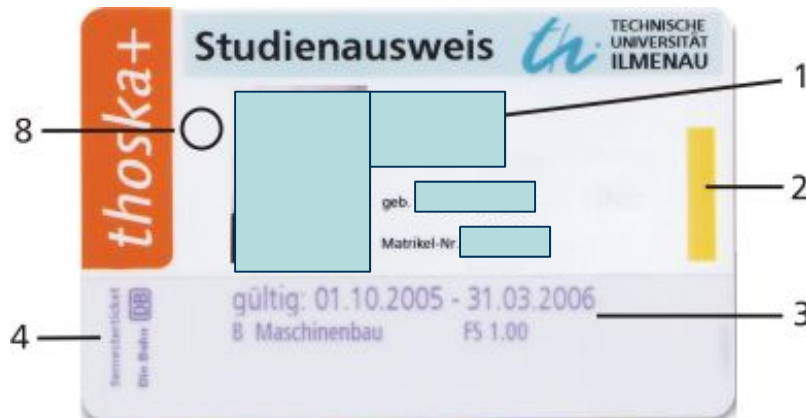 thoska+
Studienausweis
th
TECHNISCHE
UNIVERSITÄT
ILMENAU
1
8
2
geb.
Matrikel-Nr.
gültig: 01.10.2005 - 31.03.2006
B Maschinenbau FS 1.00
3
4
Semesterticket
Die Bahn DB